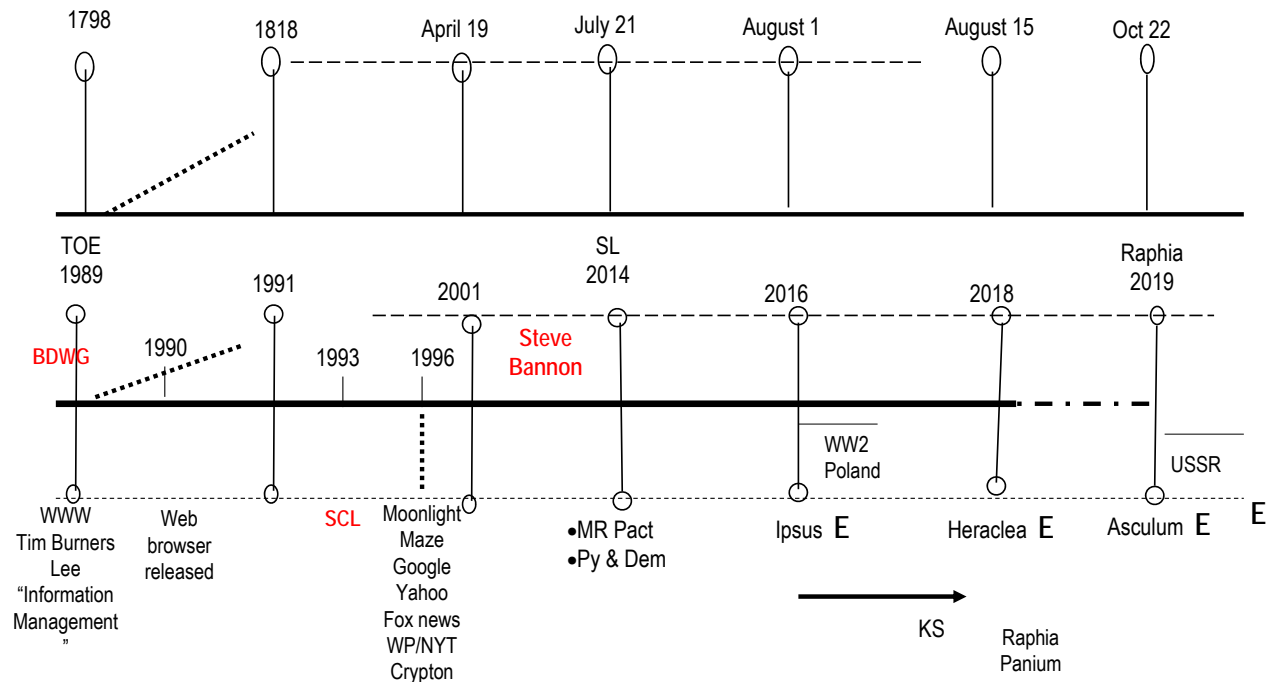 1798
1818
April 19
July 21
August 1
August 15
Oct 22
TOE
1989
1991
2001
SL
2014
2016
2018
Raphia
2019
BDWG
1990
1993
1996
Steve
Bannon
WW2
Poland
USSR
WWW
Tim Burners
Lee
“Information
Management
”
Web
browser
released
SCL
Moonlight
Maze
Google
Yahoo
Fox news
WP/NYT
Crypton
•MR Pact
•Py & Dem
Ipsus E
Heraclea E
Asculum E
E
KS
Raphia
Panium